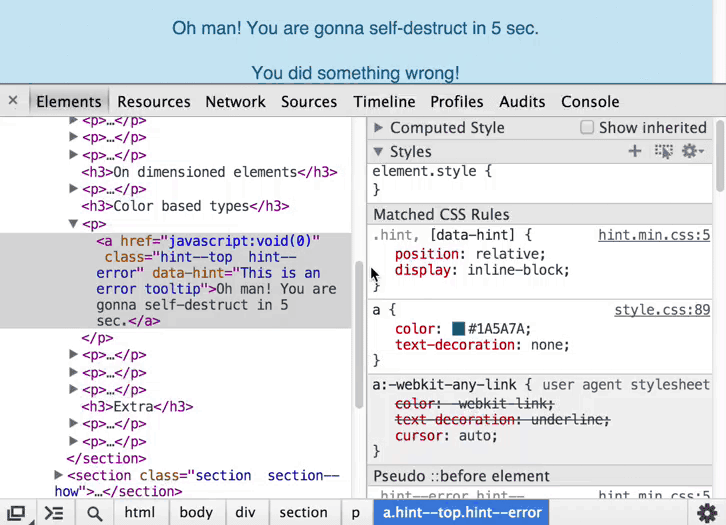 Oh man! You are gonna self-destruct in 5 sec.
You did something wrong!
× Elements Resources Network Sources Timeline Profiles Audits Console
<p>…</p>
<p>…</p>
<p>…</p>
<h3>On dimensioned elements</h3>
<p>…</p>
<h3>Color based types</h3>
<p>
<a href="javascript:void(0)"
class="hint--top  hint--
error" data-hint="This is an
error tooltip">Oh man! You are
gonna self-destruct in 5
sec.</a>
</p>
<p>…</p>
<p>…</p>
<p>…</p>
<h3>Extra</h3>
<p>…</p>
<p>…</p>
</section>
<section class="section  section--
how">…</section>
Computed Style Show inherited
Styles
element.style {
}
Matched CSS Rules
.hint, [data-hint] { hint.min.css:5
position: relative;
display: inline-block;
}
a { style.css:89
color: #1A5A7A;
text-decoration: none;
}
a:-webkit-any-link { user agent stylesheet
color: -webkit-link;
text-decoration: underline;
cursor: auto;
}
Pseudo ::before element
.hint--error hint.min.css:5
html body div section p a.hint--top.hint--error